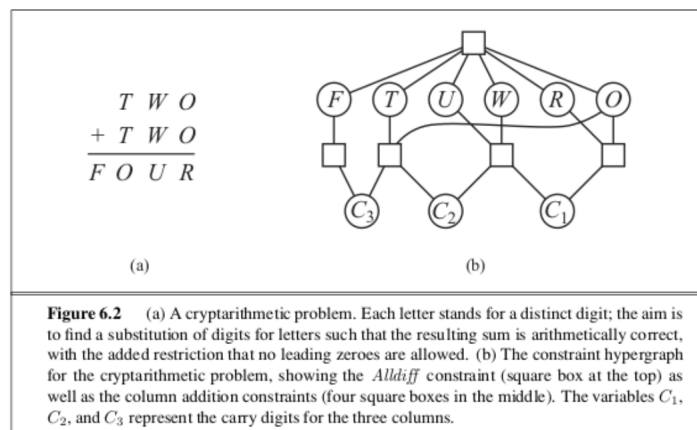 T W O
+ T W O
F O U R
(a)
F T U W R O
C3 C2 C1
(b)
Figure 6.2 (a) A cryptarithmetic problem. Each letter stands for a distinct digit; the aim is
to find a substitution of digits for letters such that the resulting sum is arithmetically correct,
with the added restriction that no leading zeroes are allowed. (b) The constraint hypergraph
for the cryptarithmetic problem, showing the Alldiff constraint (square box at the top) as
well as the column addition constraints (four square boxes in the middle). The variables C1,
C2, and C3 represent the carry digits for the three columns.